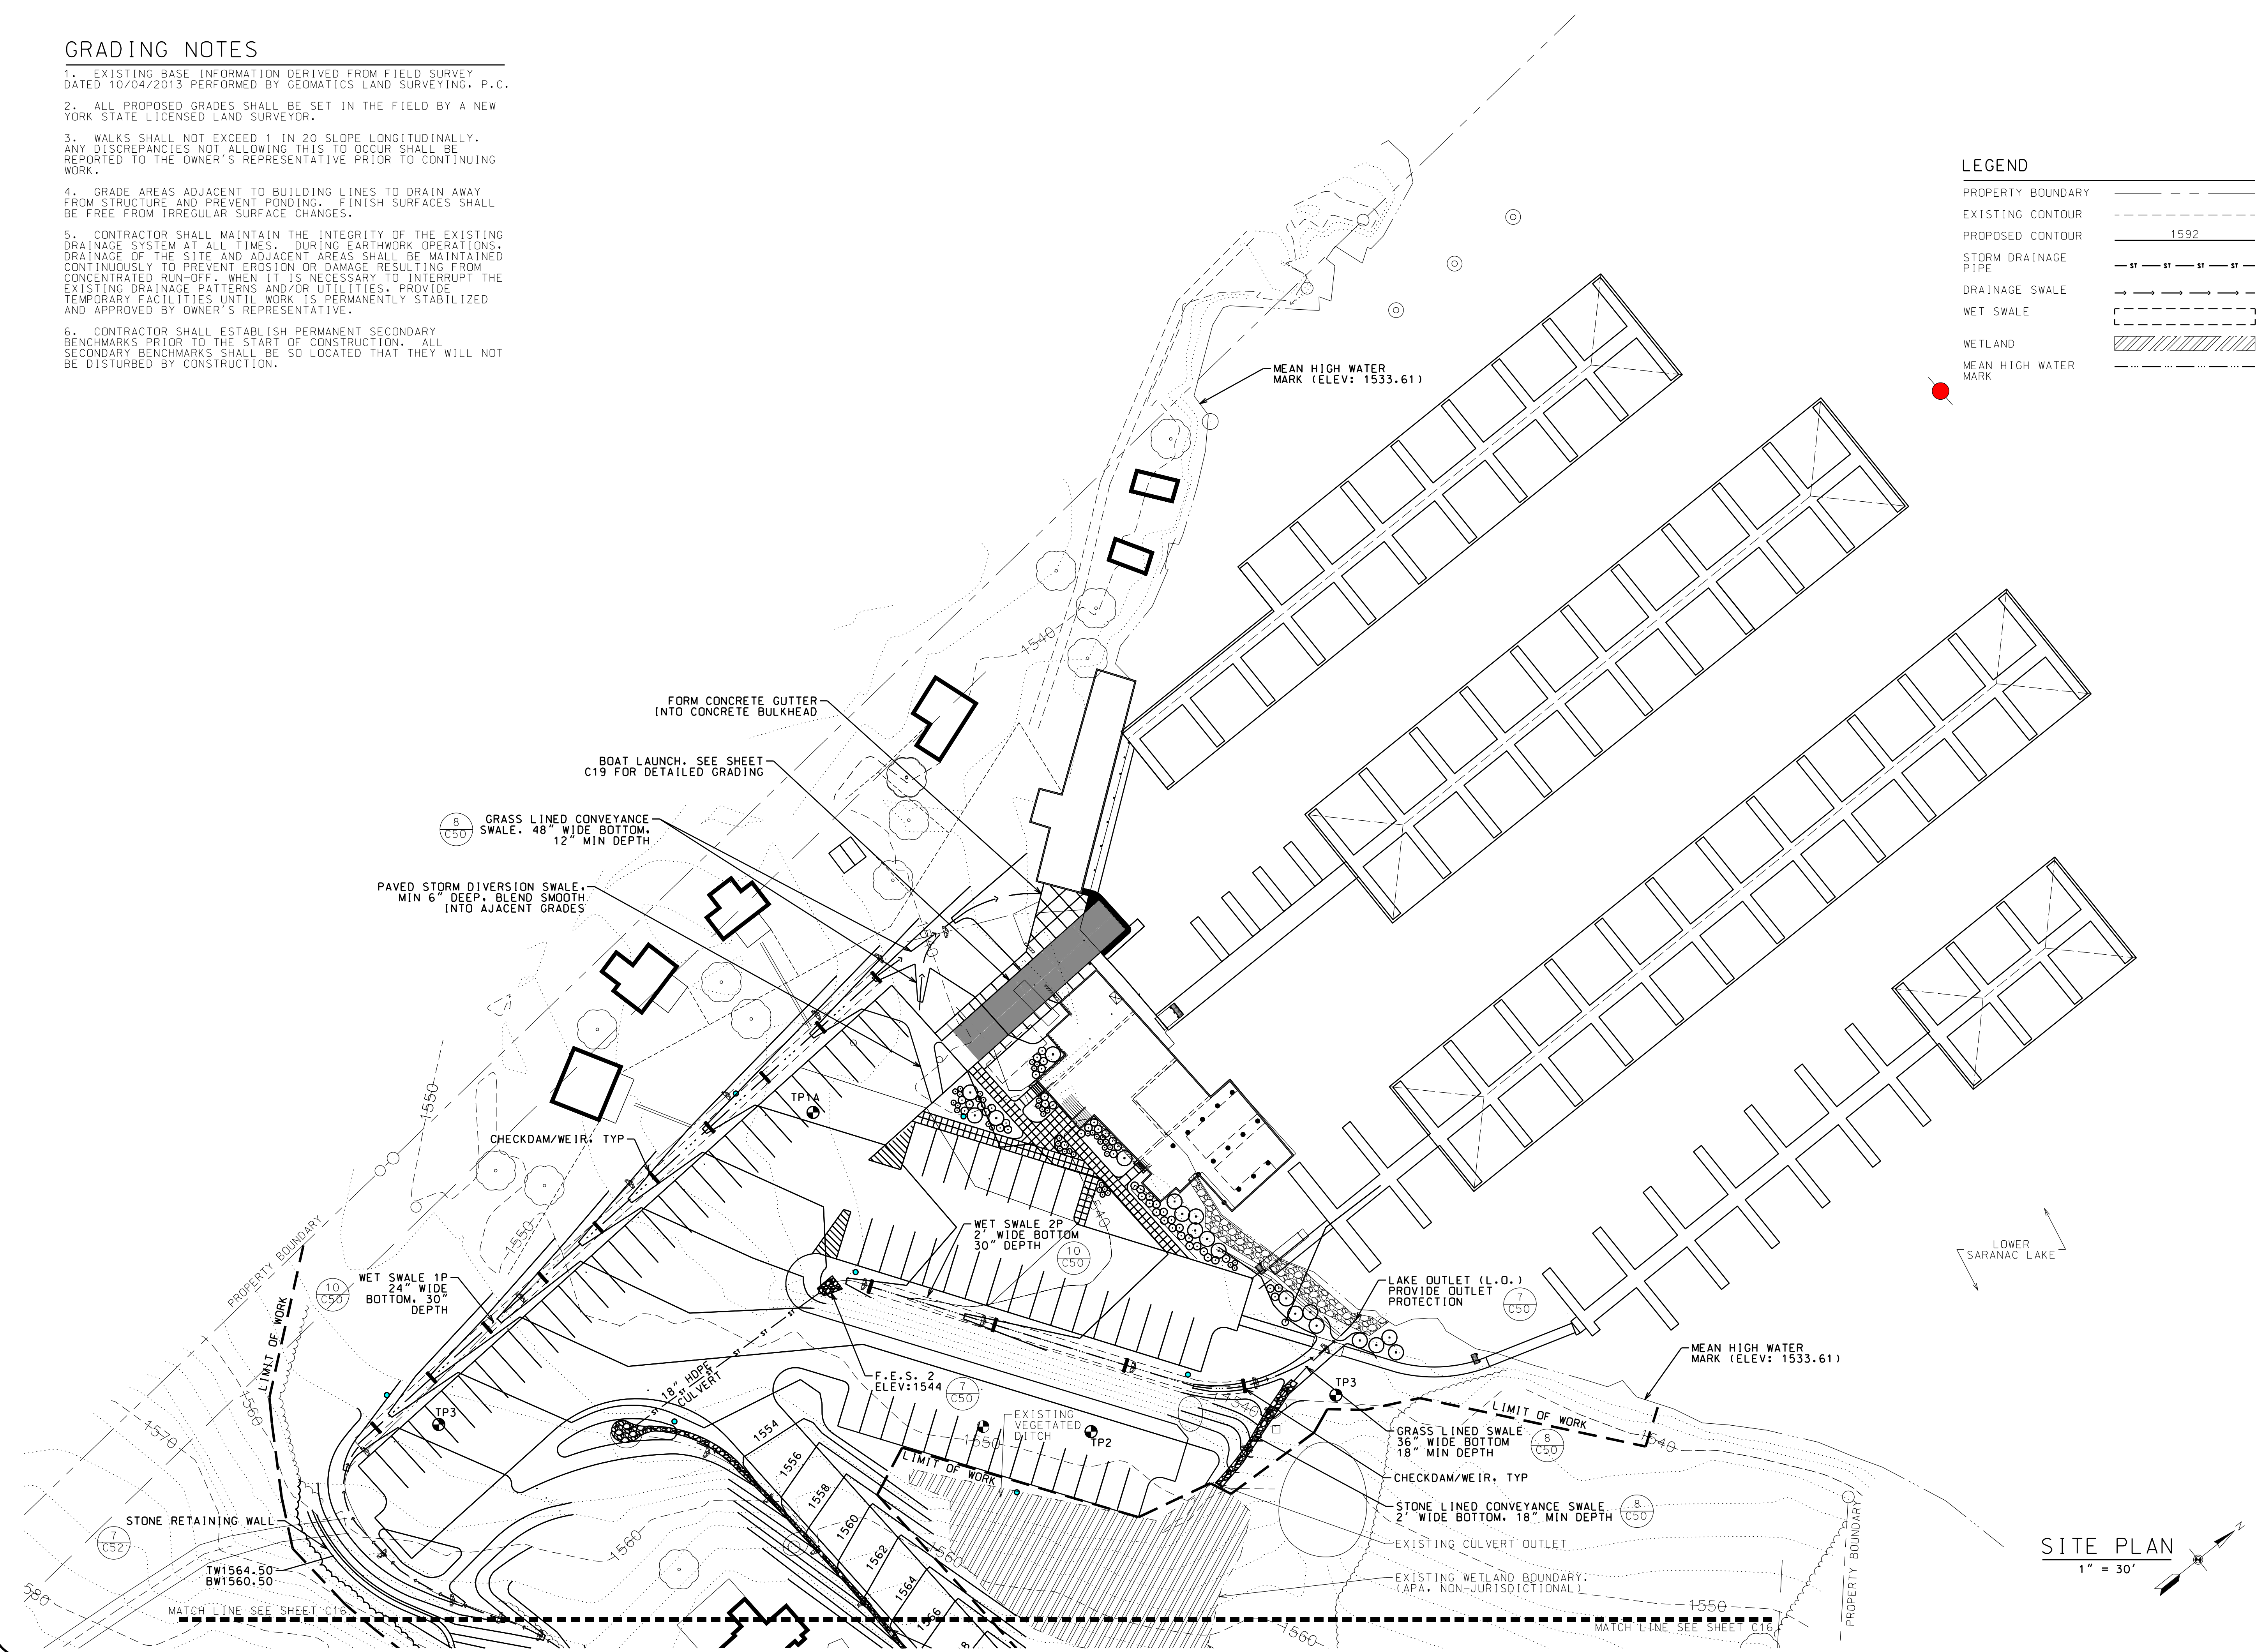 GRADING NOTES
1. EXISTING BASE INFORMATION DERIVED FROM FIELD SURVEY
DATED 10/04/2013 PERFORMED BY GEOMATICS LAND SURVEYING, P.C.
2. ALL PROPOSED GRADES SHALL BE SET IN THE FIELD BY A NEW
YORK STATE LICENSED LAND SURVEYOR.
3. WALKS SHALL NOT EXCEED 1 IN 20 SLOPE LONGITUDINALLY.
ANY DISCREPANCIES NOT ALLOWING THIS TO OCCUR SHALL BE
REPORTED TO THE OWNER'S REPRESENTATIVE PRIOR TO CONTINUING
WORK.
4. GRADE AREAS ADJACENT TO BUILDING LINES TO DRAIN AWAY
FROM STRUCTURE AND PREVENT PONDING. FINISH SURFACES SHALL
BE FREE FROM IRREGULAR SURFACE CHANGES.
5. CONTRACTOR SHALL MAINTAIN THE INTEGRITY OF THE EXISTING
DRAINAGE SYSTEM AT ALL TIMES. DURING EARTHWORK OPERATIONS,
DRAINAGE OF THE SITE AND ADJACENT AREAS SHALL BE MAINTAINED
CONTINUOUSLY TO PREVENT EROSION OR DAMAGE RESULTING FROM
CONCENTRATED RUN-OFF. WHEN IT IS NECESSARY TO INTERRUPT THE
EXISTING DRAINAGE PATTERNS AND/OR UTILITIES, PROVIDE
TEMPORARY FACILITIES UNTIL WORK IS PERMANENTLY STABILIZED
AND APPROVED BY OWNER'S REPRESENTATIVE.
6. CONTRACTOR SHALL ESTABLISH PERMANENT SECONDARY
BENCHMARKS PRIOR TO THE START OF CONSTRUCTION. ALL
SECONDARY BENCHMARKS SHALL BE SO LOCATED THAT THEY WILL NOT
BE DISTURBED BY CONSTRUCTION.
LEGEND
PROPERTY BOUNDARY
EXISTING CONTOUR
PROPOSED CONTOUR 1592
STORM DRAINAGE
PIPE
ST ST ST ST
DRAINAGE SWALE
WET SWALE
WETLAND
MEAN HIGH WATER
MARK
MEAN HIGH WATER
MARK (ELEV: 1533.61)
1540
FORM CONCRETE GUTTER
INTO CONCRETE BULKHEAD
BOAT LAUNCH. SEE SHEET
C19 FOR DETAILED GRADING
8
C50
GRASS LINED CONVEYANCE
SWALE. 48" WIDE BOTTOM.
12" MIN DEPTH
PAVED STORM DIVERSION SWALE.
MIN 6" DEEP. BLEND SMOOTH
INTO AJACENT GRADES
1550
TP1A
CHECKDAM/WEIR, TYP
1550
PROPERTY BOUNDARY
LIMIT OF WORK
10
C50
WET SWALE 1P
24" WIDE
BOTTOM. 30"
DEPTH
WET SWALE 2P
2' WIDE BOTTOM
30" DEPTH
10
C50
LOWER
SARANAC LAKE
LAKE OUTLET (L.O.)
PROVIDE OUTLET
PROTECTION
7
C50
MEAN HIGH WATER
MARK (ELEV: 1533.61)
18" HDPE
CULVERT
ST
ST
ST
F.E.S. 2
ELEV:1544
7
C50
TP3
TP3
1540
LIMIT OF WORK
1540
1560
1570
EXISTING
VEGETATED
DITCH
1550
TP2
LIMIT OF WORK
GRASS LINED SWALE
36" WIDE BOTTOM
18" MIN DEPTH
8
C50
CHECKDAM/WEIR, TYP
STONE LINED CONVEYANCE SWALE
2' WIDE BOTTOM. 18" MIN DEPTH
8
C50
EXISTING CULVERT OUTLET
EXISTING WETLAND BOUNDARY.
(APA. NON-JURISDICTIONAL)
1554
1556
1558
1560
1562
1564
1566
1560
1560
STONE RETAINING WALL
7
C52
TW1564.50
BW1560.50
580
MATCH LINE SEE SHEET C16
1550
1560
MATCH LINE SEE SHEET C16
PROPERTY BOUNDARY
SITE PLAN
1" = 30'
N